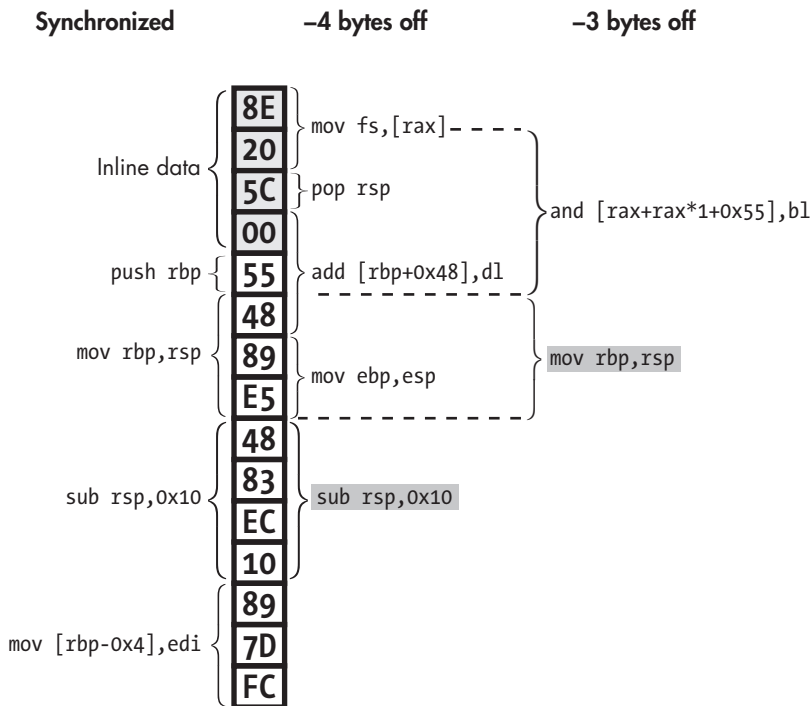 Synchronized –4 bytes off –3 bytes off
8E
mov fs,[rax]
20
Inline data
5C
pop rsp
and [rax+rax*1+0x55],bl
00
push rbp
55
add [rbp+0x48],dl
48
mov rbp,rsp
89
mov rbp,rsp
mov ebp,esp
E5
48
83
sub rsp,0x10
sub rsp,0x10
EC
10
89
mov [rbp-0x4],edi
7D
FC